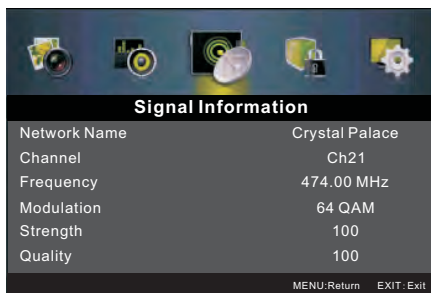 Signal Information
Network Name Crystal Palace
Channel Ch21
Frequency 474.00 MHz
Modulation 64 QAM
Strength 100
Quality 100
MENU:Return EXIT:Exit